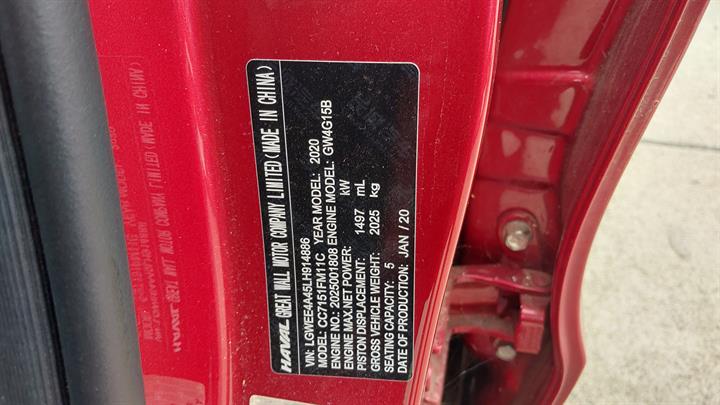 HAVAL GREAT WALL MOTOR COMPANY LIMITED (MADE IN CHINA)
VIN: LGWEE4A45LH914886
MODEL: CC7151FM11C YEAR MODEL: 2020
ENGINE NO.: 2025001808 ENGINE MODEL: GW4G15B
ENGINE MAX.NET POWER: kW
PISTON DISPLACEMENT: 1497 mL
GROSS VEHICLE WEIGHT: 2025 kg
SEATING CAPACITY: 5
DATE OF PRODUCTION: JAN / 20